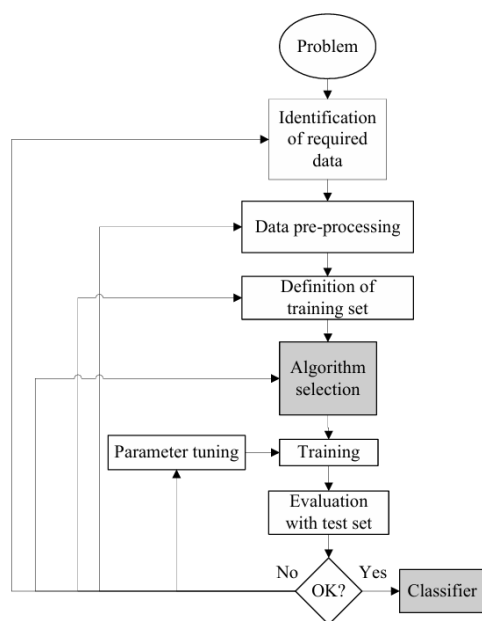 Problem
Identification
of required
data
Data pre-processing
Definition of
training set
Algorithm
selection
Parameter tuning
Training
Evaluation
with test set
No
OK?
Yes
Classifier